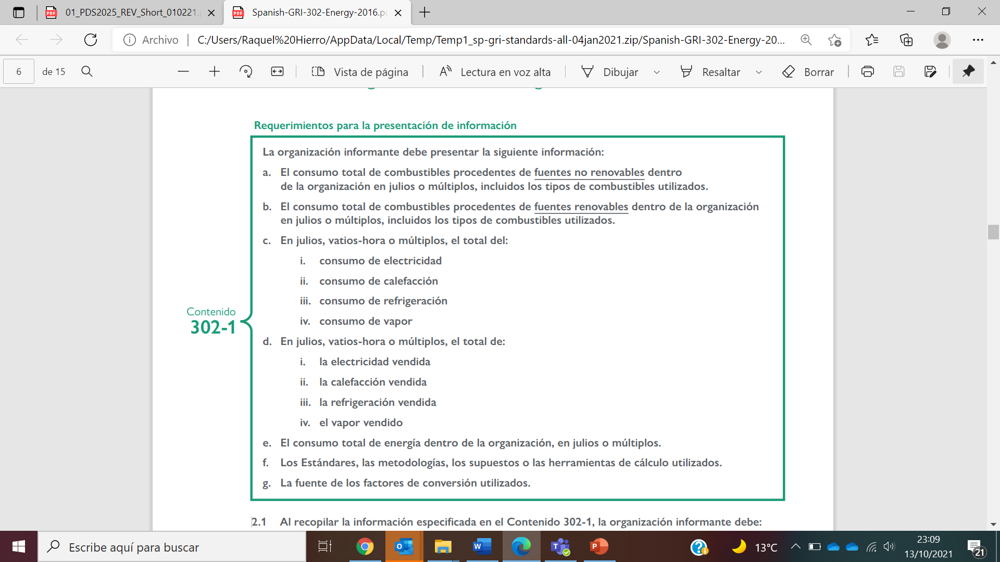 01_PDS2025_REV_Short_010221.
Spanish-GRI-302-Energy-2016.p
Archivo
C:/Users/Raquel%20Hierro/AppData/Local/Temp/Temp1_sp-gri-standards-all-04jan2021.zip/Spanish-GRI-302-Energy-20...
6 de 15
Vista de página
Lectura en voz alta
Dibujar
Resaltar
Borrar
Requerimientos para la presentación de información
La organización informante debe presentar la siguiente información:
a. El consumo total de combustibles procedentes de fuentes no renovables dentro
de la organización en julios o múltiplos, incluidos los tipos de combustibles utilizados.
b. El consumo total de combustibles procedentes de fuentes renovables dentro de la organización
en julios o múltiplos, incluidos los tipos de combustibles utilizados.
c. En julios, vatios-hora o múltiplos, el total del:
i. consumo de electricidad
ii. consumo de calefacción
iii. consumo de refrigeración
iv. consumo de vapor
Contenido
302-1
d. En julios, vatios-hora o múltiplos, el total de:
i. la electricidad vendida
ii. la calefacción vendida
iii. la refrigeración vendida
iv. el vapor vendido
e. El consumo total de energía dentro de la organización, en julios o múltiplos.
f. Los Estándares, las metodologías, los supuestos o las herramientas de cálculo utilizados.
g. La fuente de los factores de conversión utilizados.
2.1 Al recopilar la información especificada en el Contenido 302-1, la organización informante debe:
Escribe aquí para buscar
13°C
23:09
13/10/2021
21